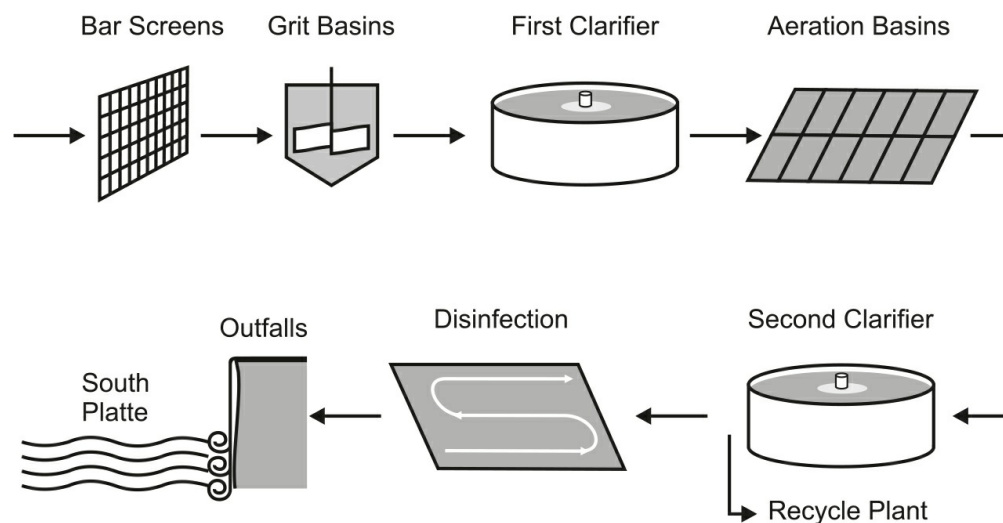 Bar Screens
Grit Basins
First Clarifier
Aeration Basins
Outfalls
Disinfection
Second Clarifier
South
Platte
Recycle Plant